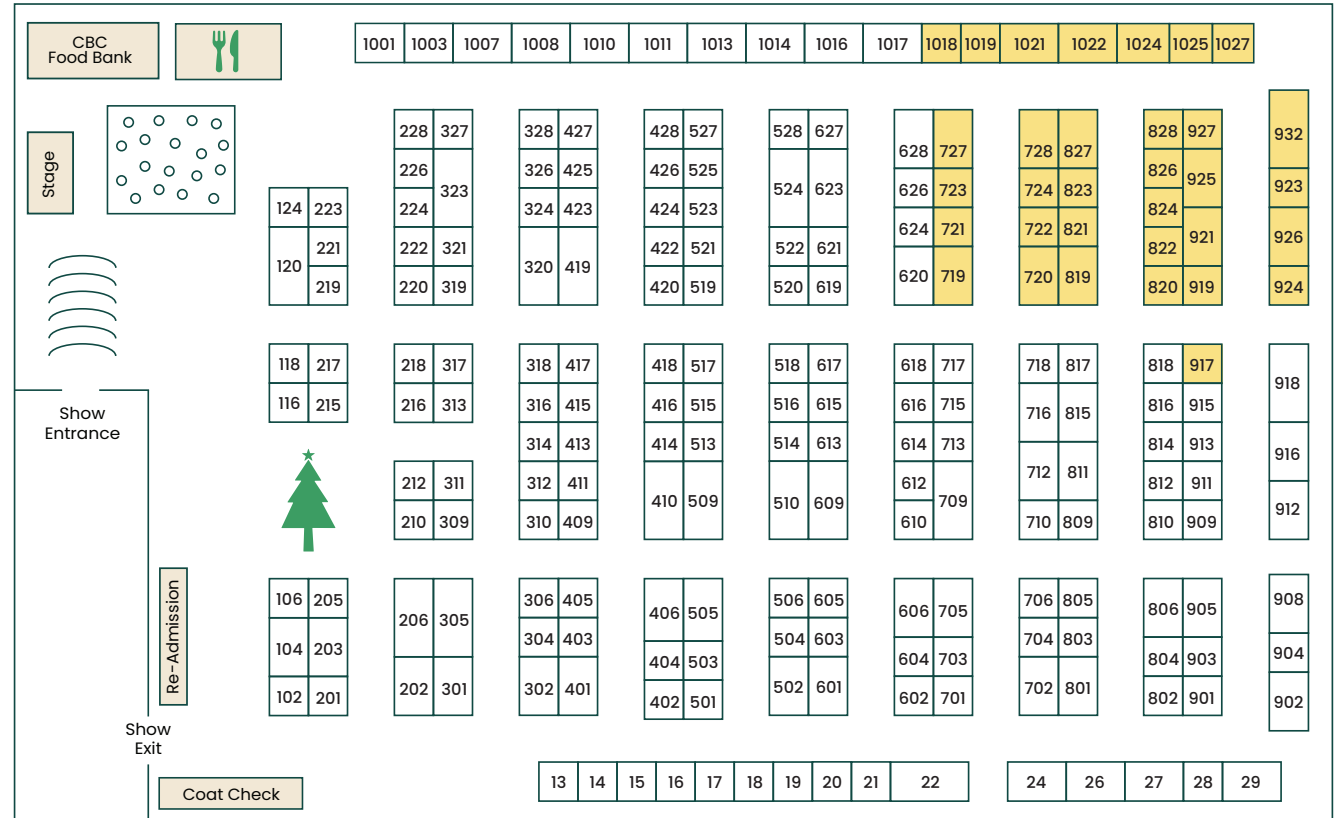 CBC
Food Bank
1001 1003 1007 1008 1010 1011 1013 1014 1016 1017 1018 1019 1021 1022 1024 1025 1027
Stage
228 327 328 427 428 527 528 627 628 727 728 827 828 927 932
226 323 326 425 426 525 524 623 626 723 724 823 826 925 923
124 223 224 324 423 424 523 624 721 722 821 824 921 926
120 221 222 321 320 419 422 521 522 621 620 719 720 819 822
219 220 319 420 519 520 619 820 919 924
118 217 218 317 318 417 418 517 518 617 618 717 718 817 818 917 918
116 215 216 313 316 415 416 515 516 615 616 715 716 815 816 915
314 413 414 513 514 613 614 713 814 913 916
212 311 312 411 410 509 510 609 612 709 712 811 812 911 912
210 309 310 409 610 710 809 810 909
Show
Entrance
Re-Admission
106 205 206 305 306 405 406 505 506 605 606 705 706 805 806 905 908
104 203 304 403 404 503 504 603 604 703 704 803 804 903 904
102 201 202 301 302 401 402 501 502 601 602 701 702 801 802 901 902
Show
Exit
Coat Check
13 14 15 16 17 18 19 20 21 22 24 26 27 28 29